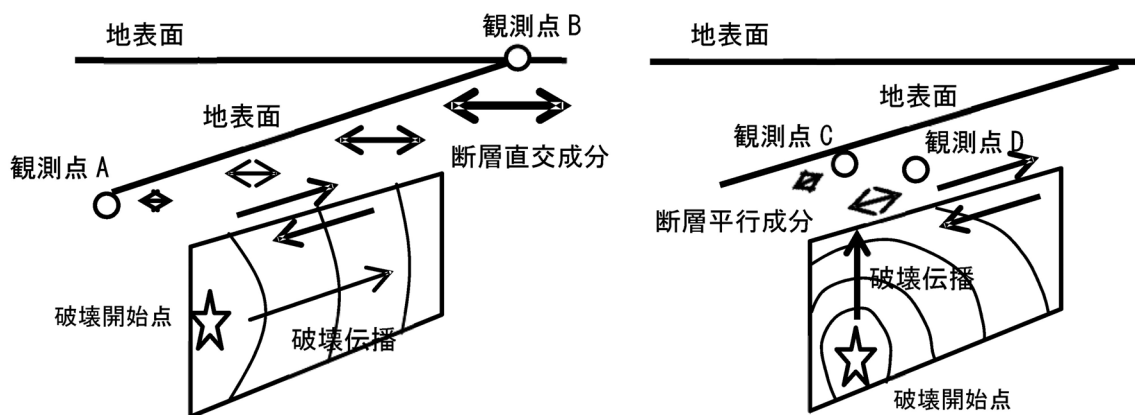 観測点 B
地表面
地表面
観測点 A
断層直交成分
破壊開始点
破壊伝播
地表面
地表面
観測点 C
観測点 D
断層平行成分
破壊伝播
破壊開始点